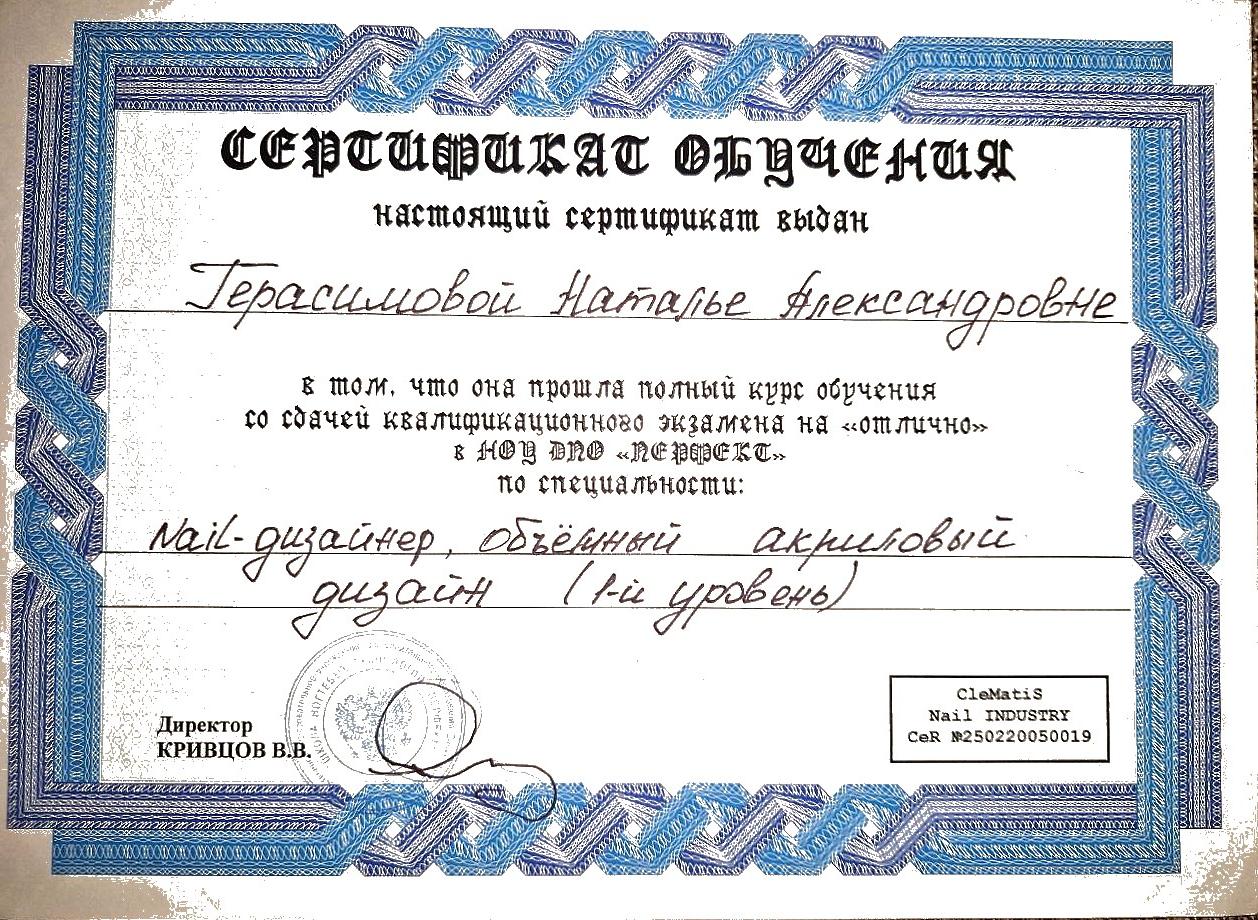 СЕРТИФИКАТ ОБУЧЕНИЯ
настоящий сертификат выдан
Герасимовой Наталье Александровне
в том, что она прошла полный курс обучения
со сдачей квалификационного экзамена на «отлично»
в НОУ ДПО «ПЕРФЕКТ»
по специальности:
Nail-дизайнер, объёмный акриловый
дизайн (1-й уровень)
Директор
КРИВЦОВ В.В.
CleMatiS
Nail INDUSTRY
CeR №250220050019